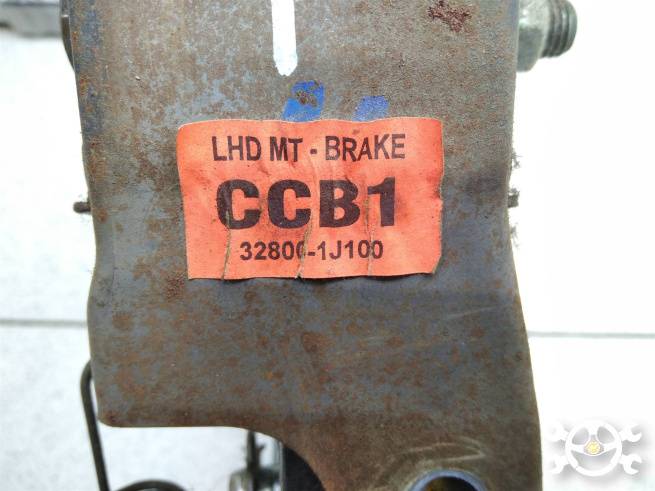 LHD MT - BRAKE
CCB1
32800-1J100